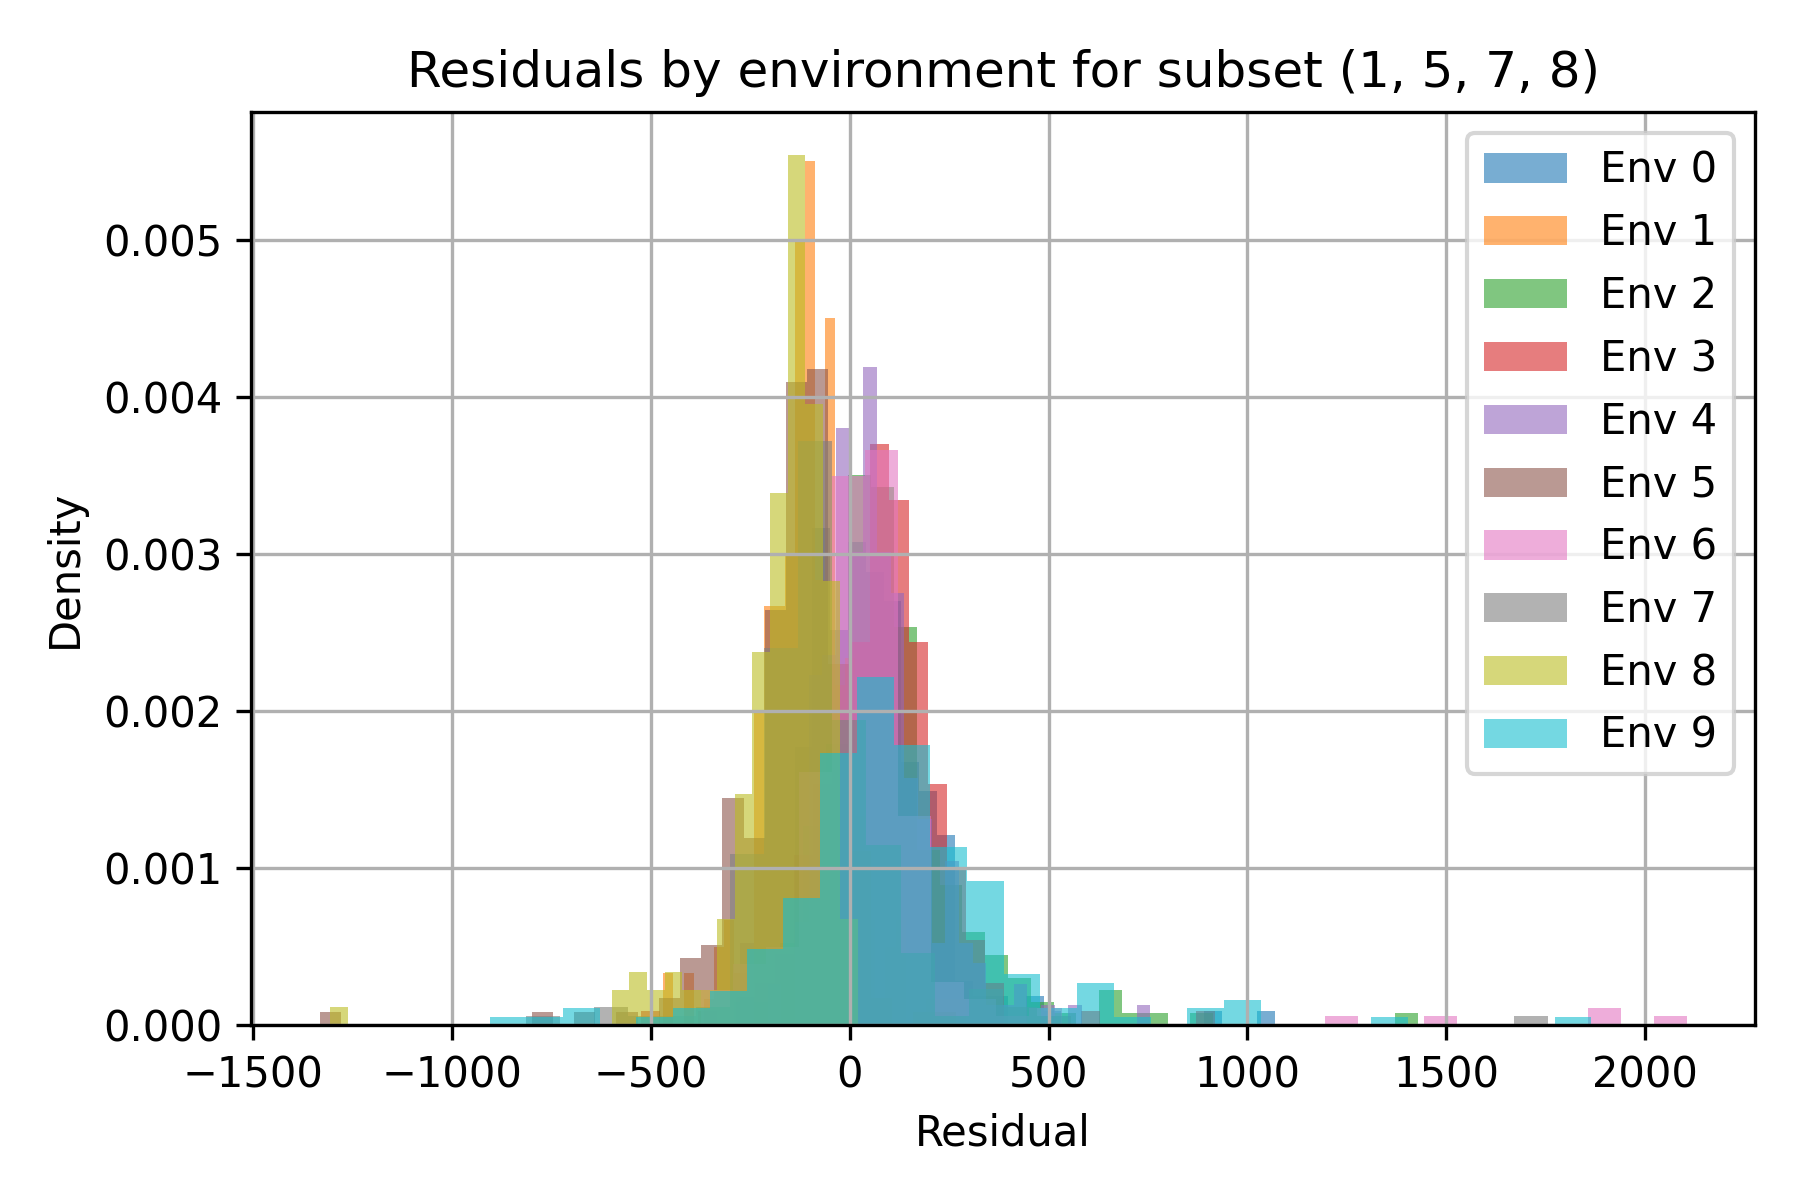 Residuals by environment for subset (1, 5, 7, 8)
Density
0.005
0.004
0.003
0.002
0.001
0.000
−1500 −1000 −500 0 500 1000 1500 2000
Residual
Env 0
Env 1
Env 2
Env 3
Env 4
Env 5
Env 6
Env 7
Env 8
Env 9